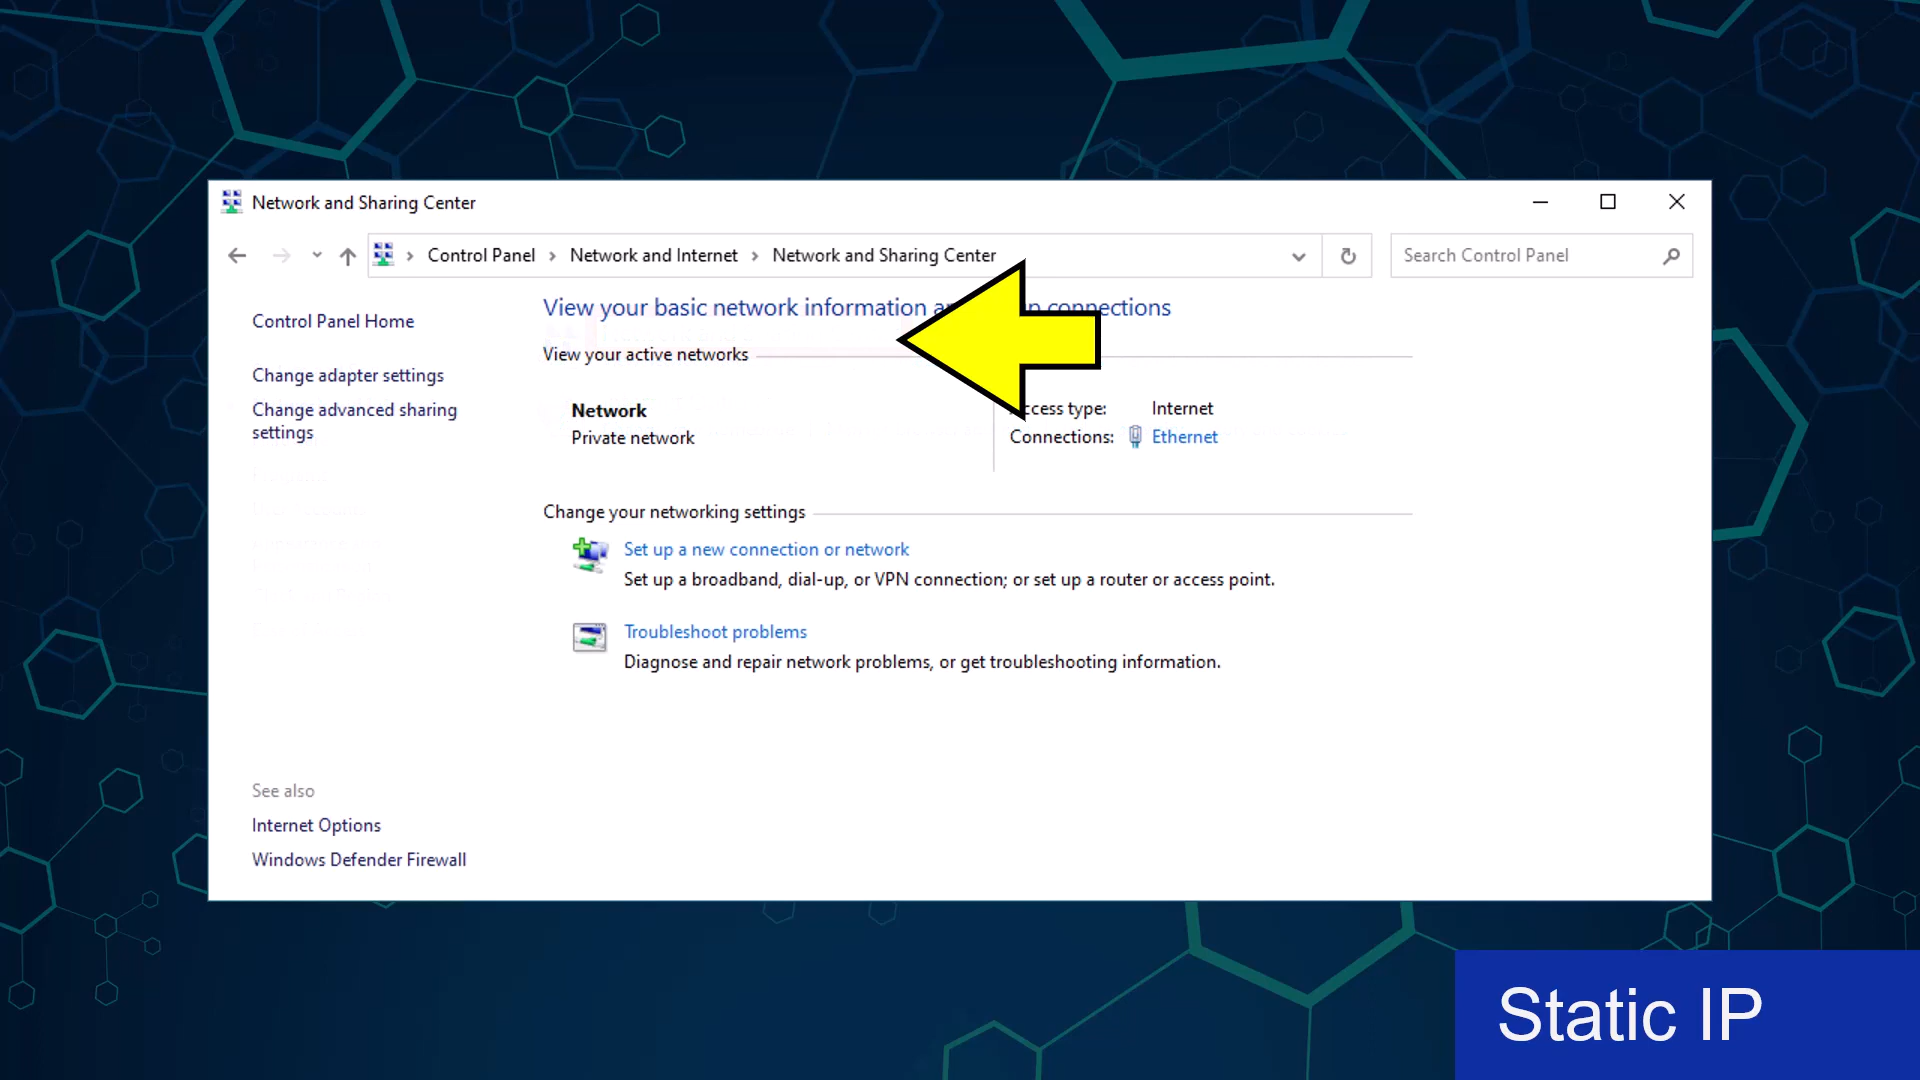 Network and Sharing Center
Control Panel > Network and Internet > Network and Sharing Center
Search Control Panel
Control Panel Home
Change adapter settings
Change advanced sharing
settings
See also
Internet Options
Windows Defender Firewall
View your basic network information connections
View your active networks
Network
Private network
type:
Internet
Connections:
Ethernet
Change your networking settings
Set up a new connection or network
Set up a broadband, dial-up, or VPN connection; or set up a router or access point.
Troubleshoot problems
Diagnose and repair network problems, or get troubleshooting information.
Static IP